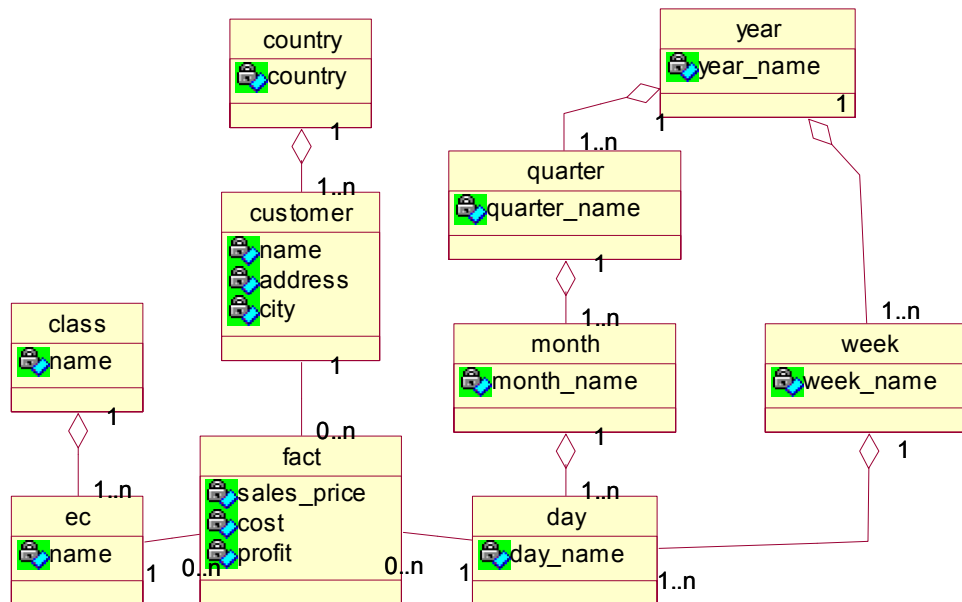 country
country
1
1..n
customer
name
address
city
1
0..n
year
year_name
1
1
1..n
quarter
quarter_name
1
1..n
month
month_name
1
1..n
week
week_name
1
1..n
class
name
1
1..n
ec
name
1
0..n
fact
sales_price
cost
profit
0..n
1
day
day_name
1..n